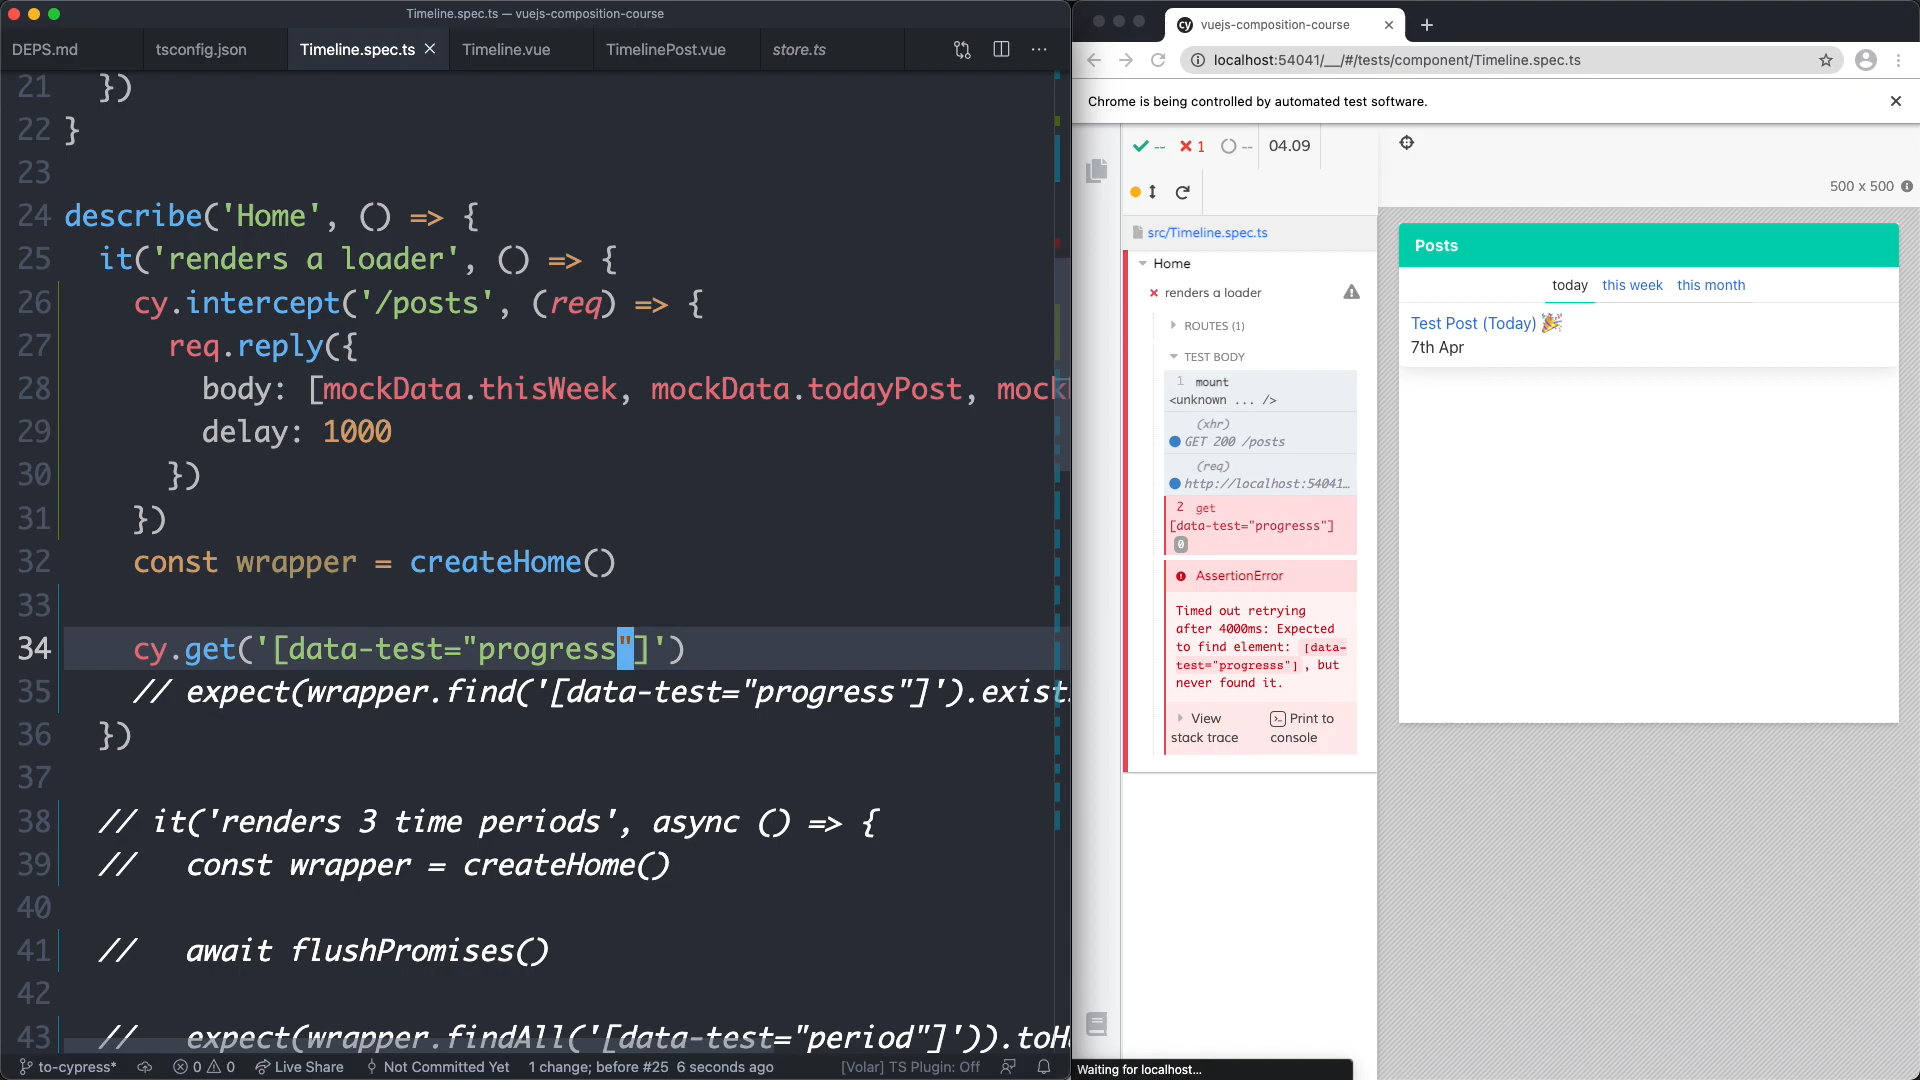 Timeline.spec.ts — vuejs-composition-course
DEPS.md
tsconfig.json
Timeline.spec.ts
Timeline.vue
TimelinePost.vue
store.ts
21 })
22 }
23
24 describe('Home', () => {
25 it('renders a loader', () => {
26 cy.intercept('/posts', (req) => {
27 req.reply({
28 body: [mockData.thisWeek, mockData.todayPost, mock
29 delay: 1000
30 })
31 })
32 const wrapper = createHome()
33
34 cy.get('[data-test="progress"]')
35 // expect(wrapper.find('[data-test="progress"]').exist
36 })
37
38 // it('renders 3 time periods', async () => {
39 // const wrapper = createHome()
40
41 // await flushPromises()
42
43 // expect(wrapper.findAll('[data-test="period"]')).toH
to-cypress*
0
0
Live Share
Not Committed Yet
1 change; before #25 6 seconds ago
[Volar] TS Plugin: Off
cy vuejs-composition-course
localhost:54041/__/#/tests/component/Timeline.spec.ts
Chrome is being controlled by automated test software.
--
1
--
04.09
500 x 500
src/Timeline.spec.ts
Home
renders a loader
ROUTES (1)
TEST BODY
1 mount
<unknown ... />
(xhr)
GET 200 /posts
(req)
http://localhost:54041...
2 get
[data-test="progresss"]
0
AssertionError
Timed out retrying
after 4000ms: Expected
to find element: [data-
test="progresss"] , but
never found it.
View
stack trace
Print to
console
Posts
today
this week
this month
Test Post (Today) 🎉
7th Apr
Waiting for localhost...